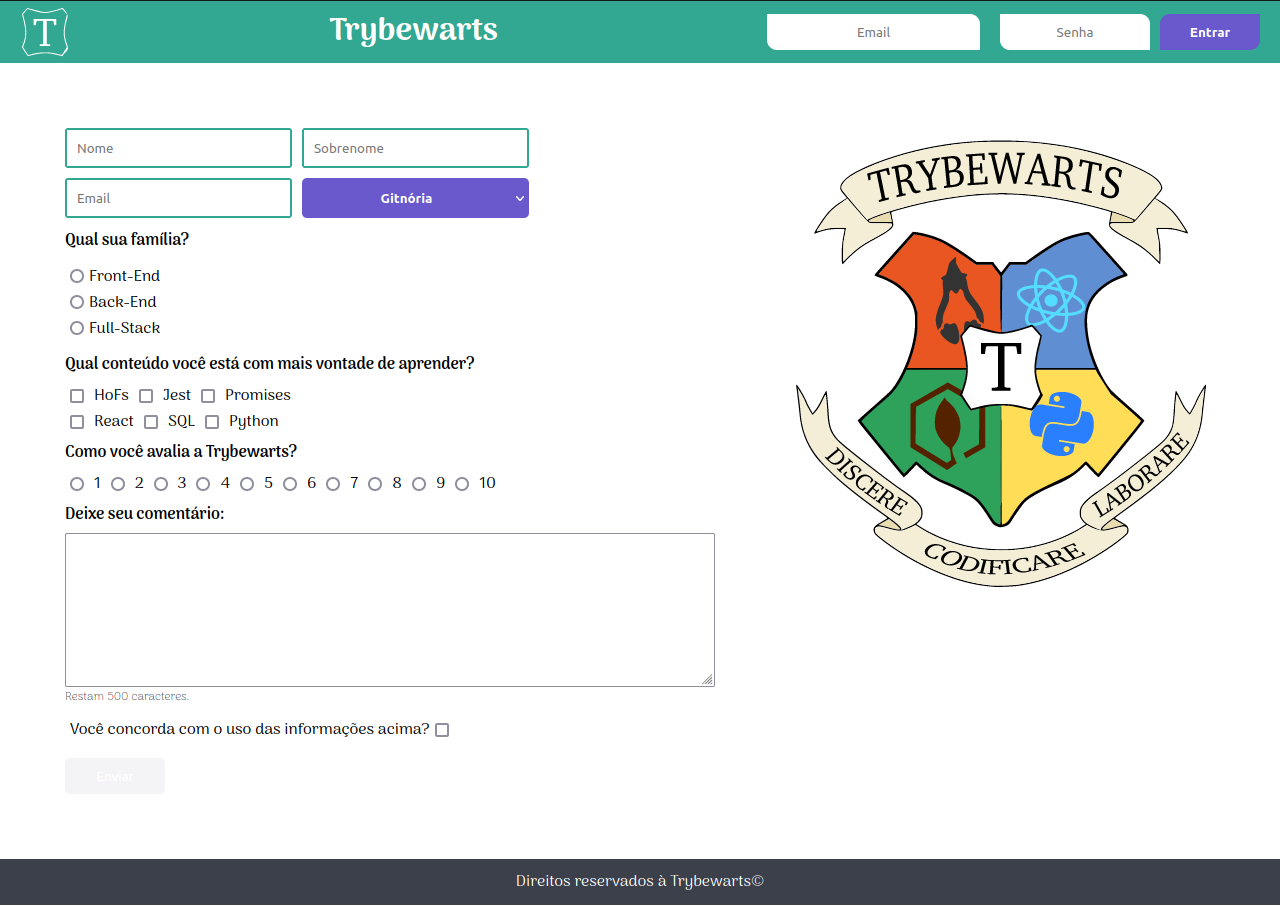 T
Trybewarts
Email
Senha
Entrar
Nome
Sobrenome
Email
Gitnória
Qual sua família?
Front-End
Back-End
Full-Stack
Qual conteúdo você está com mais vontade de aprender?
HoFs Jest Promises
React SQL Python
Como você avalia a Trybewarts?
1 2 3 4 5 6 7 8 9 10
Deixe seu comentário:
Restam 500 caracteres.
Você concorda com o uso das informações acima?
Enviar
TRYBEWARTS
T
DISCERE
CODIFICARE
LABORARE
Direitos reservados à Trybewarts©